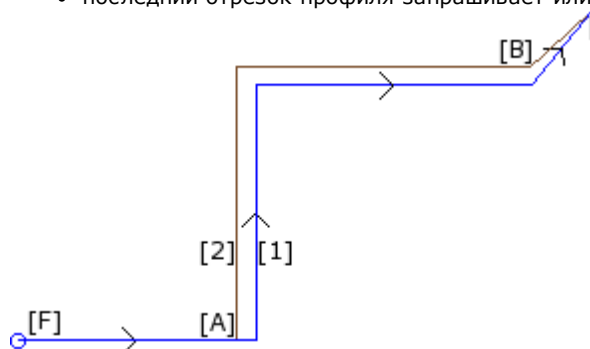 • последний отрезок профиля запрашивает или
[B]
[2] [1]
[F] [A]